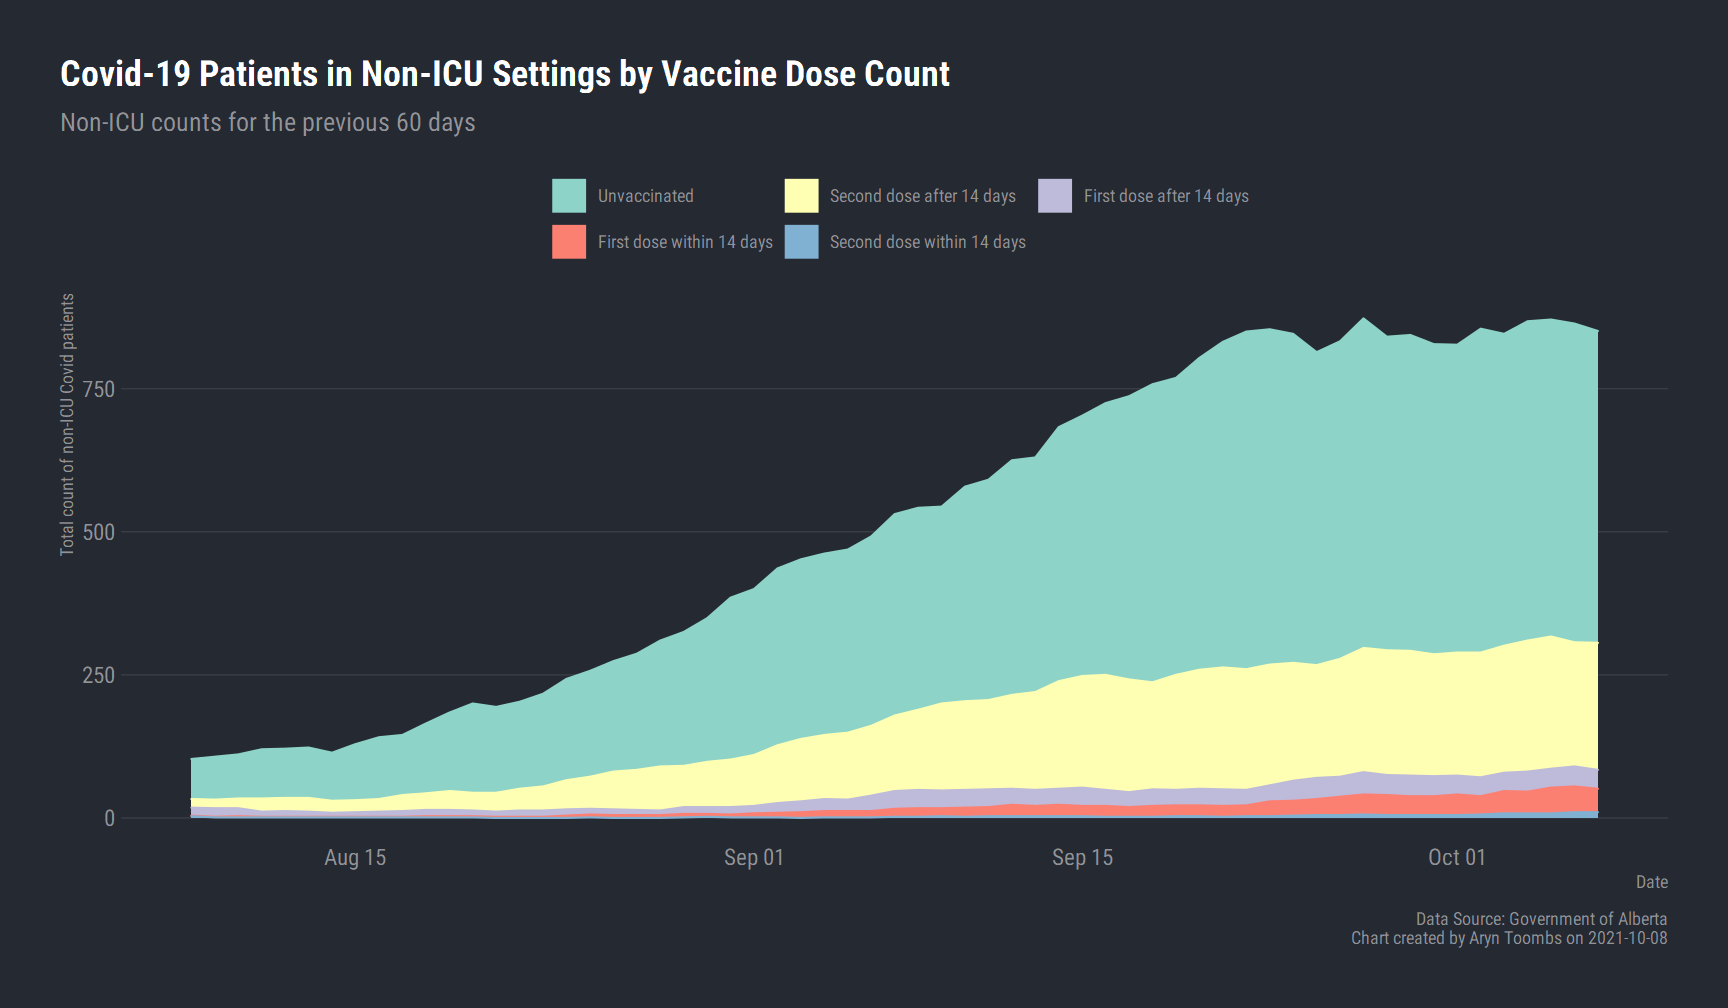 Covid-19 Patients in Non-ICU Settings by Vaccine Dose Count
Non-ICU counts for the previous 60 days
Unvaccinated
Second dose after 14 days
First dose after 14 days
First dose within 14 days
Second dose within 14 days
Total count of non-ICU Covid patients
750
500
250
0
Aug 15
Sep 01
Sep 15
Oct 01
Date
Data Source: Government of Alberta
Chart created by Aryn Toombs on 2021-10-08